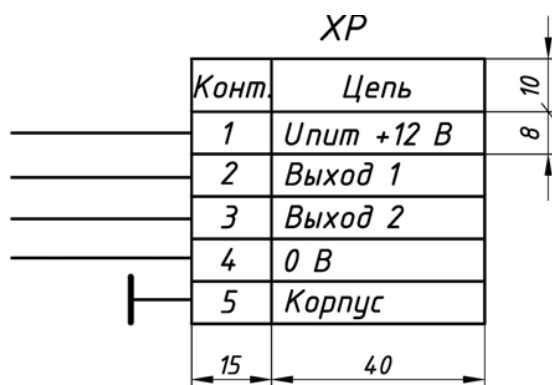 XP
Конт. Цепь
10
1 Uпит +12 В
8
2 Выход 1
3 Выход 2
4 0 В
5 Корпус
15 40